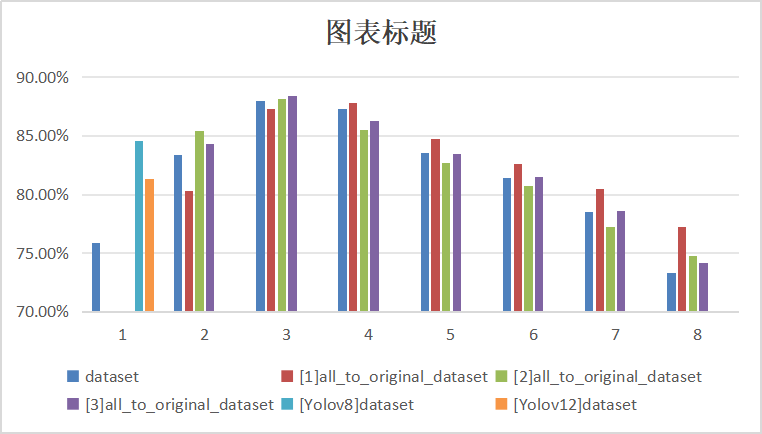 图表标题
90.00%
85.00%
80.00%
75.00%
70.00%
1 2 3 4 5 6 7 8
dataset [1]all_to_original_dataset [2]all_to_original_dataset
[3]all_to_original_dataset [Yolov8]dataset [Yolov12]dataset